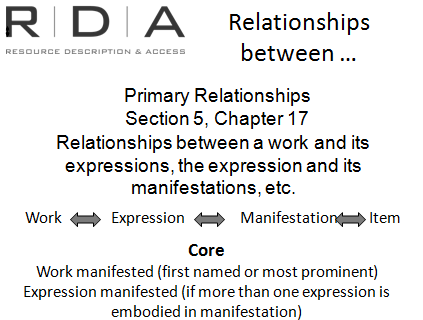 R | D | A
RESOURCE DESCRIPTION & ACCESS
Relationships
between ...
Primary Relationships
Section 5, Chapter 17
Relationships between a work and its
expressions, the expression and its
manifestations, etc.
Work Expression Manifestation Item
Core
Work manifested (first named or most prominent)
Expression manifested (if more than one expression is
embodied in manifestation)